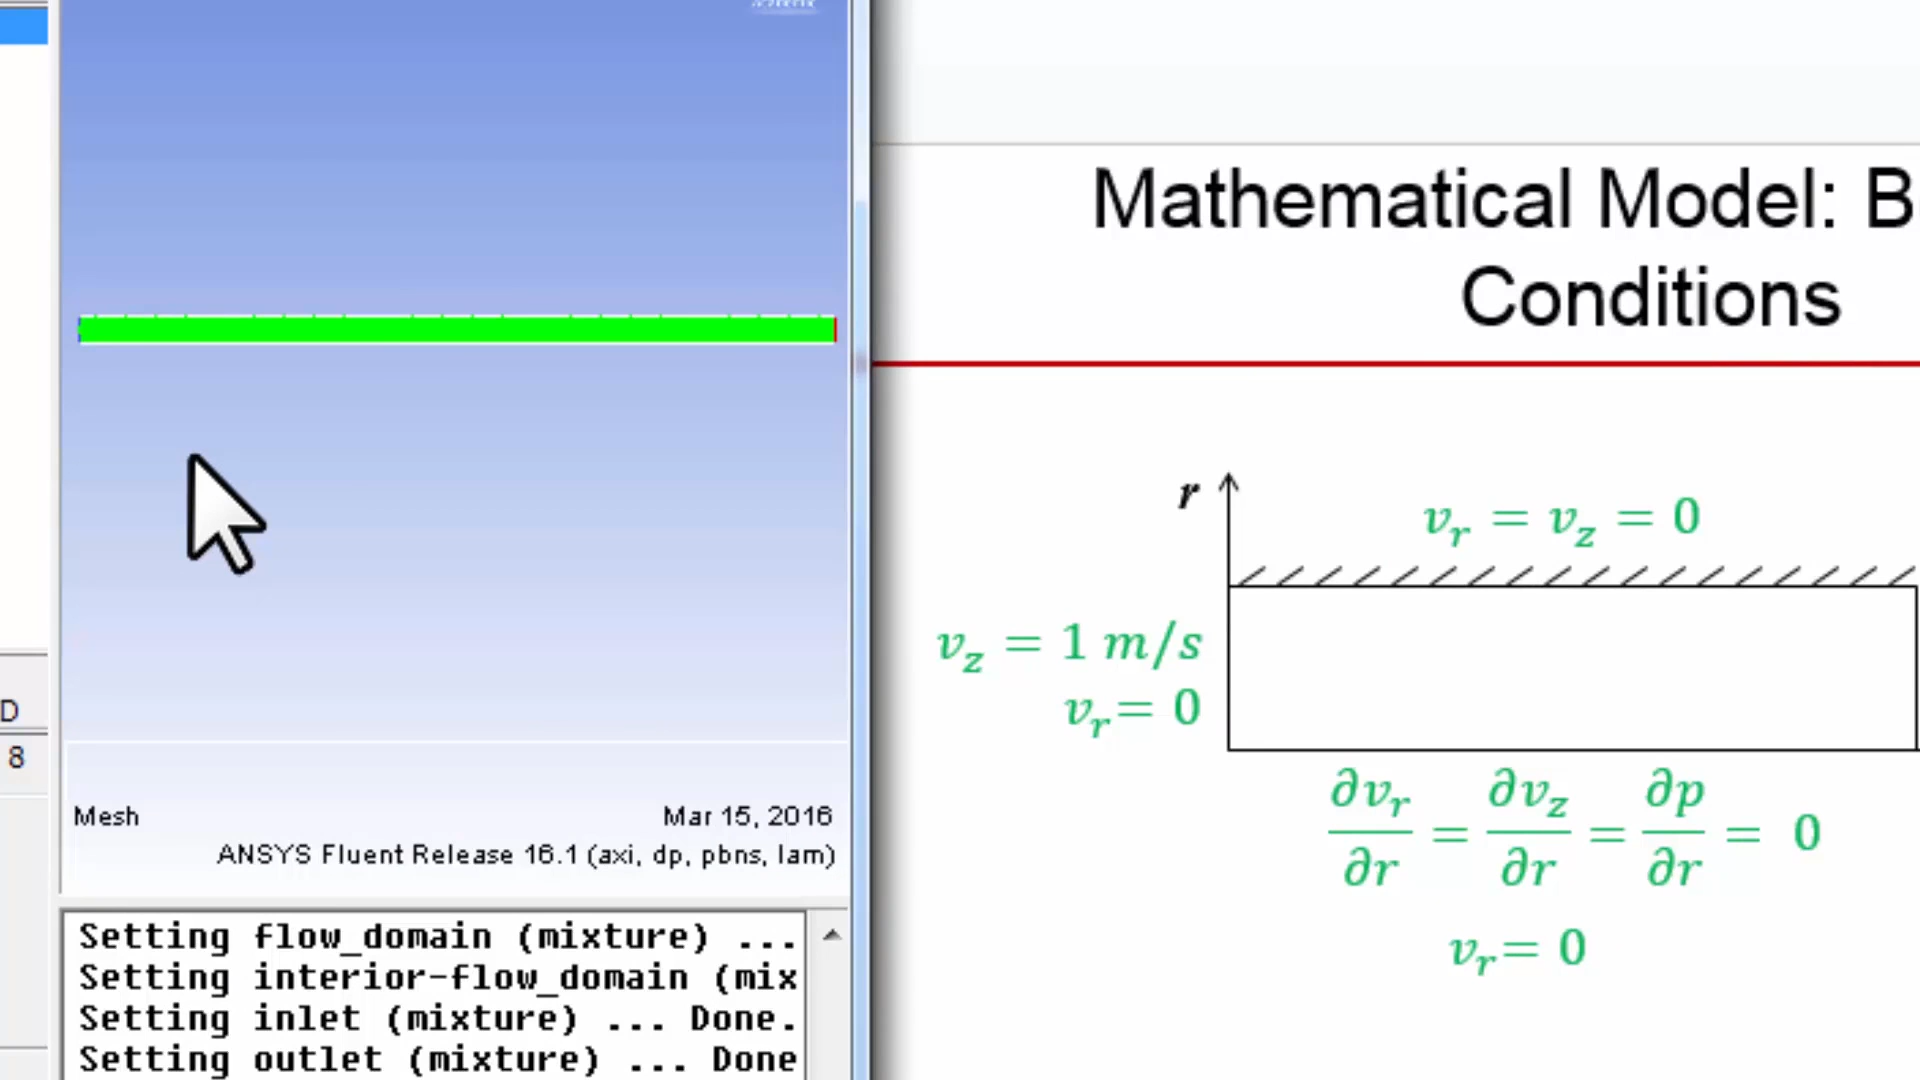 D
8
Mesh
Mar 15, 2016
ANSYS Fluent Release 16.1 (axi, dp, pbns, lam)
Setting flow_domain (mixture) ...
Setting interior-flow_domain (mix
Setting inlet (mixture) ... Done.
Setting outlet (mixture) ... Done
Mathematical Model: B
Conditions
r
v_r = v_z = 0
v_z = 1 m/s
v_r = 0
∂v_r/∂r = ∂v_z/∂r = ∂p/∂r = 0
v_r = 0